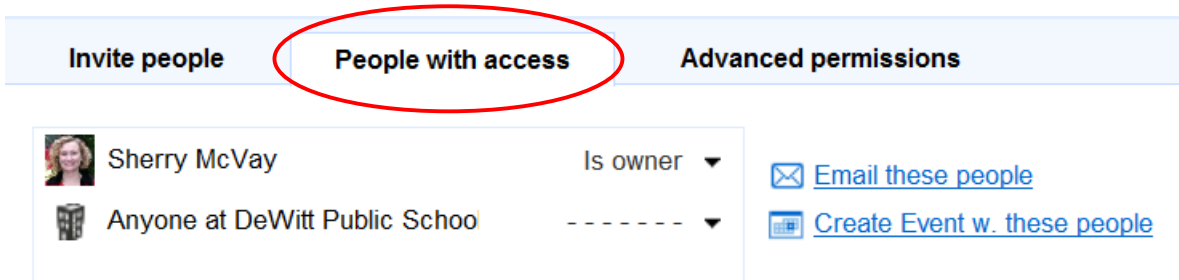 Invite people People with access Advanced permissions
Sherry McVay Is owner
Email these people
Anyone at DeWitt Public Schoo - - - - - - -
Create Event w. these people